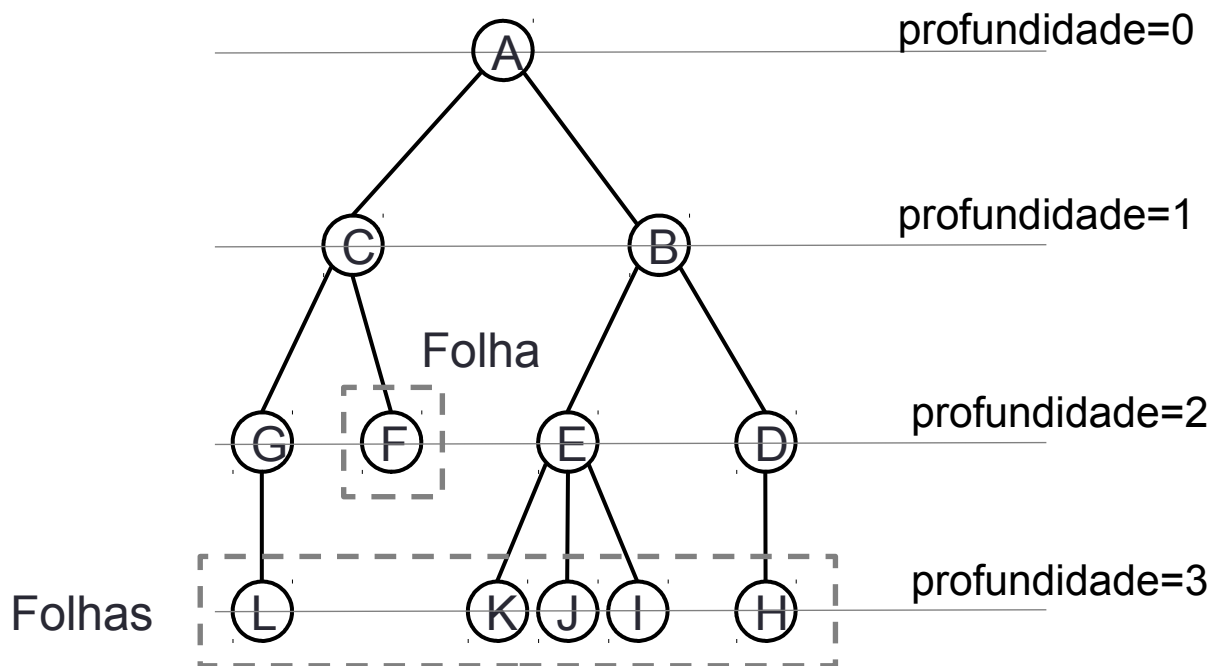 A
profundidade=0
C
B
profundidade=1
Folha
G
F
E
D
profundidade=2
Folhas
L
K
J
I
H
profundidade=3